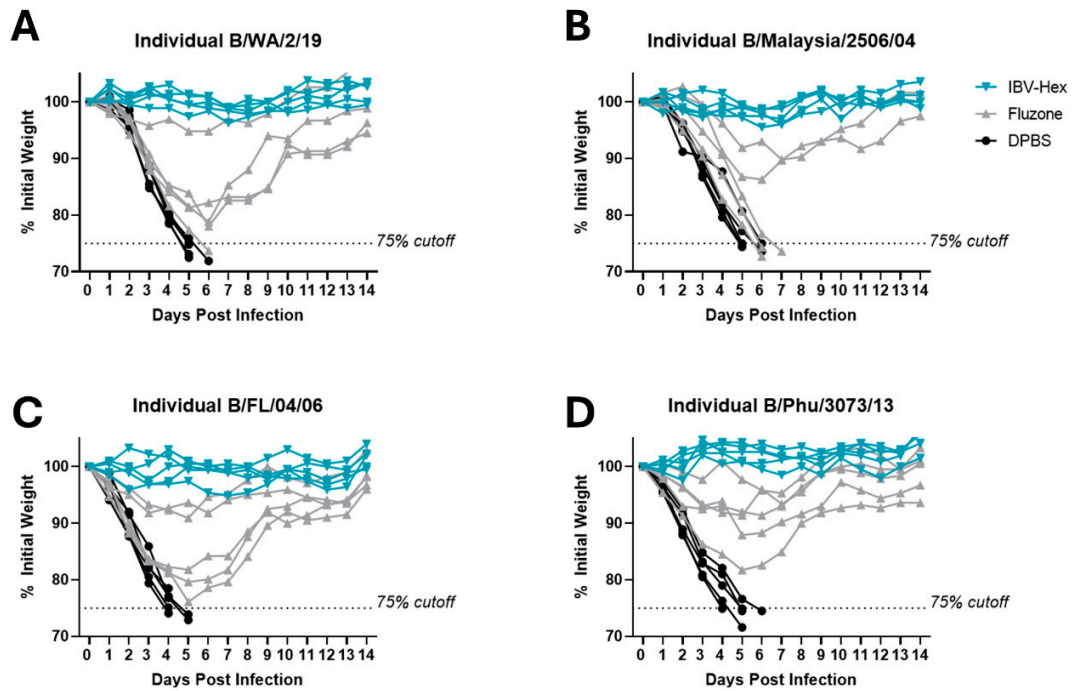 A
Individual B/WA/2/19
% Initial Weight
100
90
80
70
75% cutoff
0 1 2 3 4 5 6 7 8 9 10 11 12 13 14
Days Post Infection
B
Individual B/Malaysia/2506/04
% Initial Weight
100
90
80
70
75% cutoff
0 1 2 3 4 5 6 7 8 9 10 11 12 13 14
Days Post Infection
IBV-Hex
Fluzone
DPBS
C
Individual B/FL/04/06
% Initial Weight
100
90
80
70
75% cutoff
0 1 2 3 4 5 6 7 8 9 10 11 12 13 14
Days Post Infection
D
Individual B/Phu/3073/13
% Initial Weight
100
90
80
70
75% cutoff
0 1 2 3 4 5 6 7 8 9 10 11 12 13 14
Days Post Infection